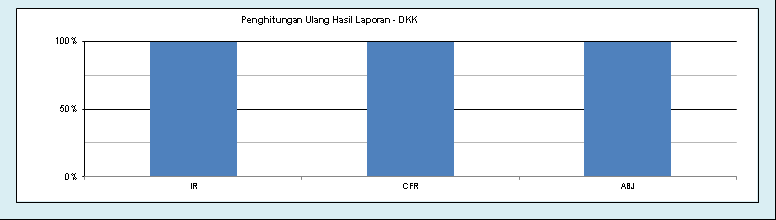 Penghitungan Ulang Hasil Laporan - DKK
100%
50%
0%
IR
CFR
ABJ